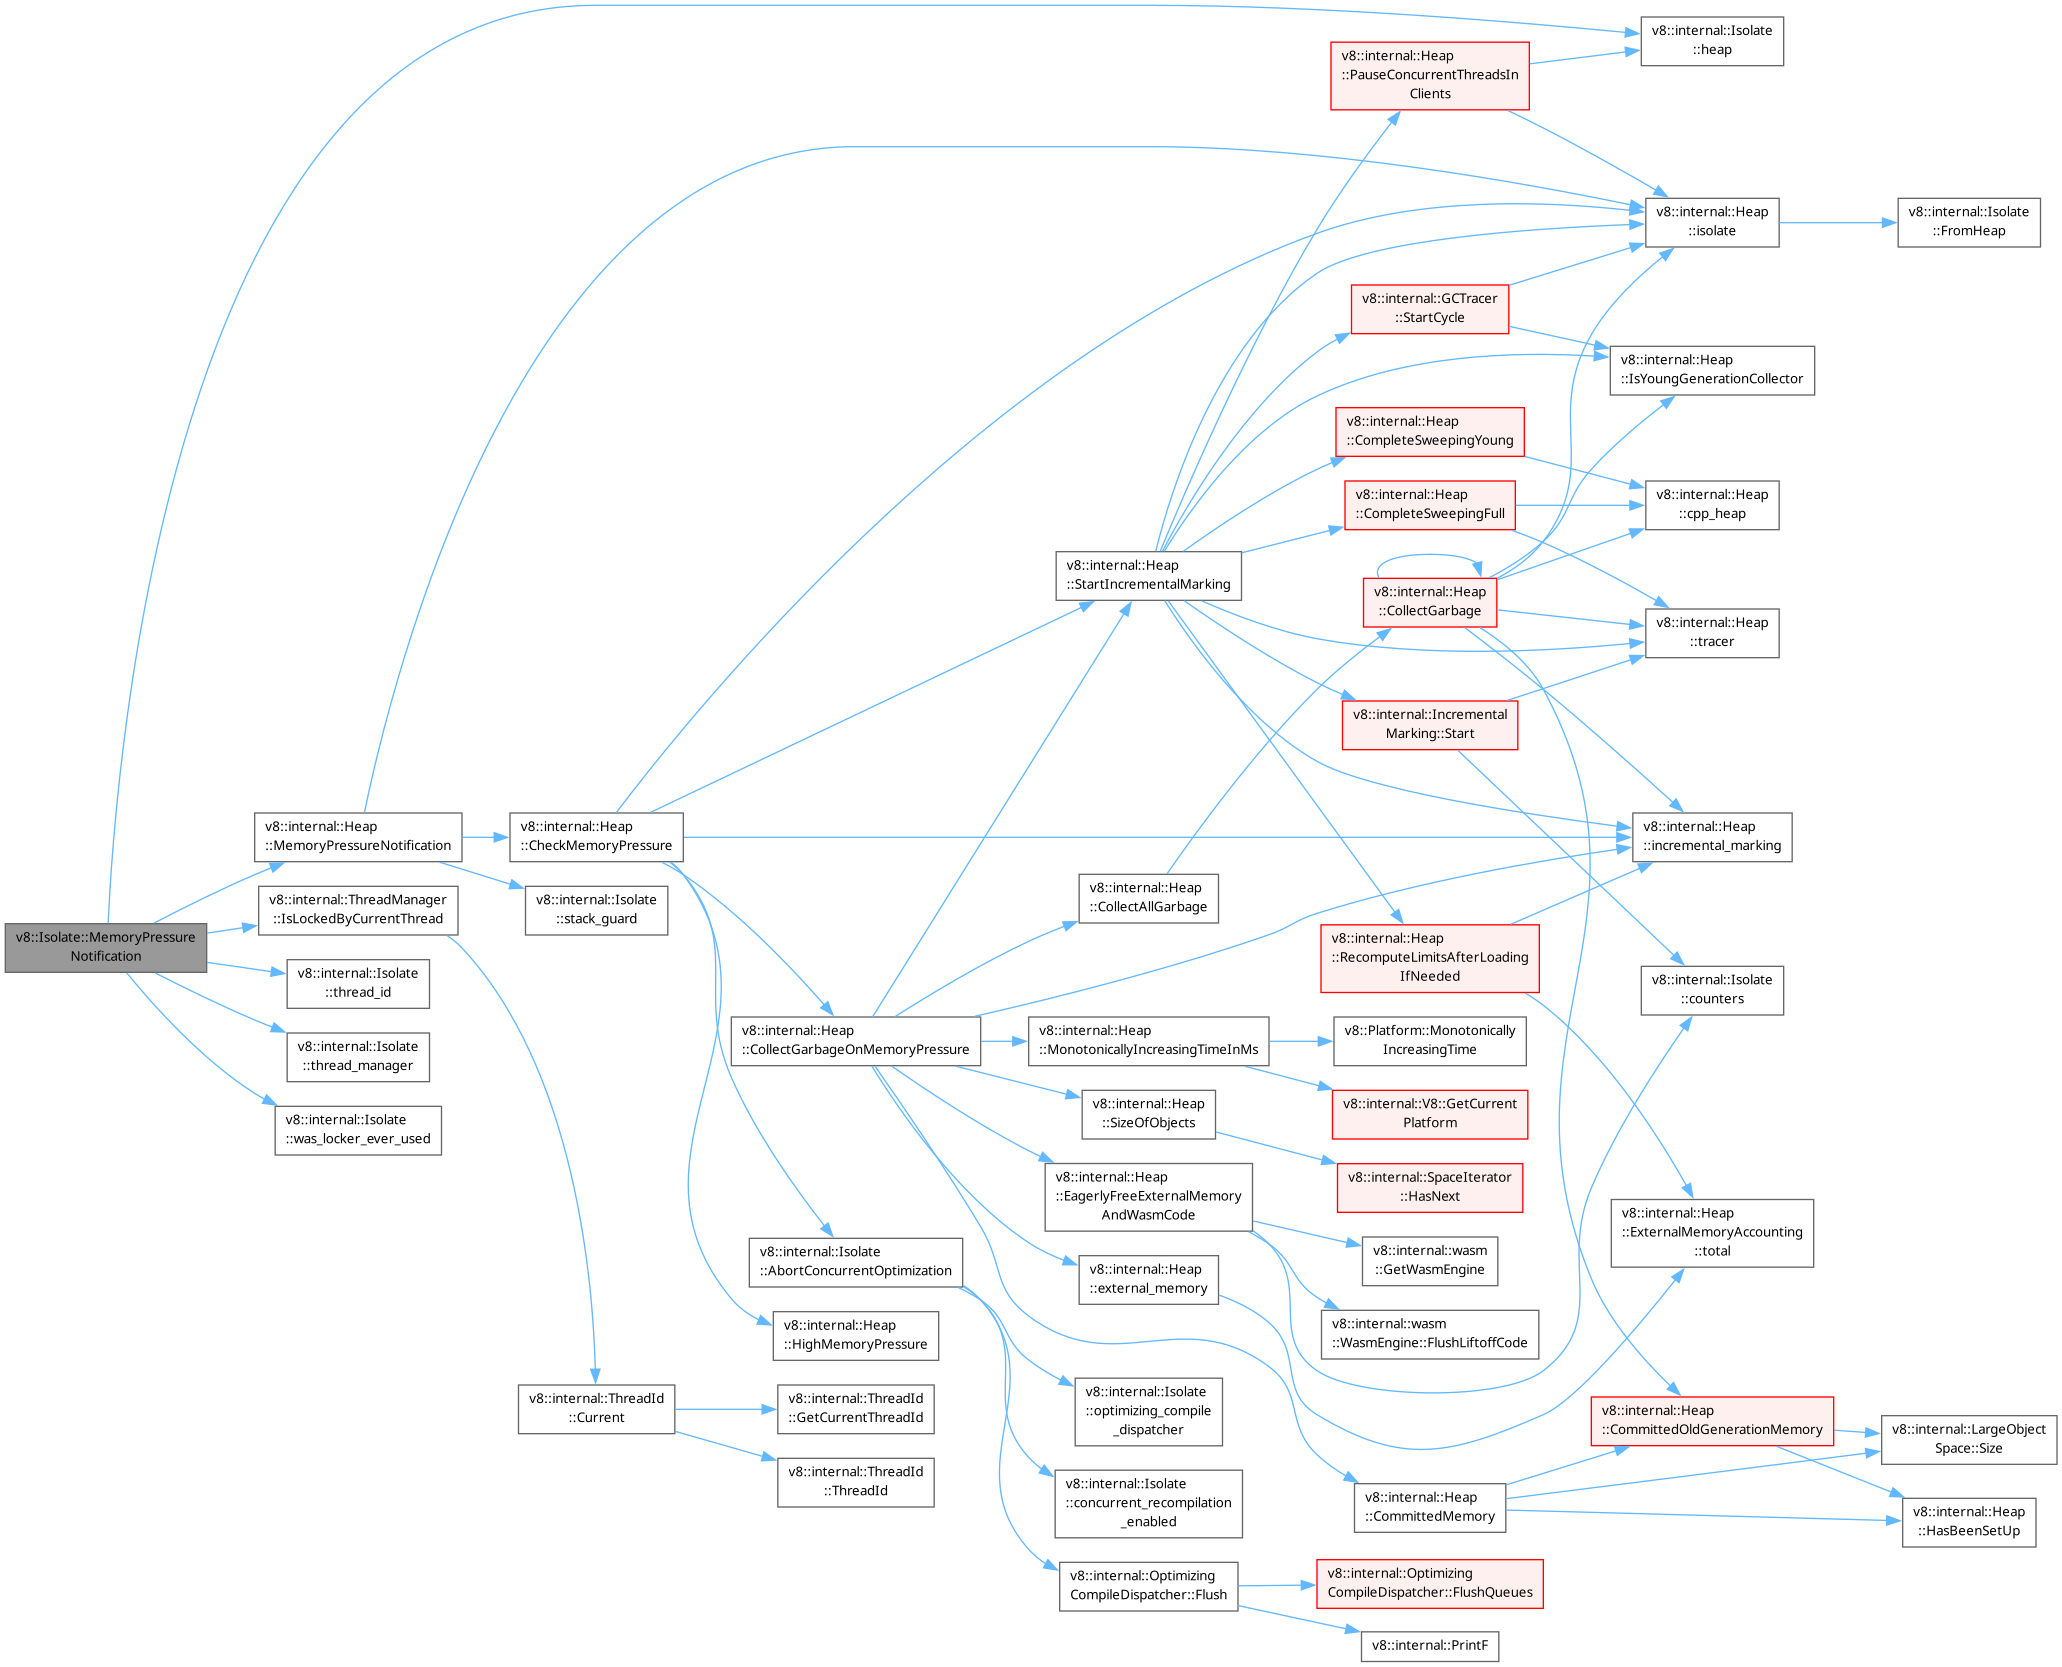 v8::Isolate::MemoryPressure
Notification
v8::internal::Heap
::MemoryPressureNotification
v8::internal::ThreadManager
::IsLockedByCurrentThread
v8::internal::Isolate
::thread_id
v8::internal::Isolate
::thread_manager
v8::internal::Isolate
::was_locker_ever_used
v8::internal::Heap
::CheckMemoryPressure
v8::internal::Isolate
::stack_guard
v8::internal::ThreadId
::Current
v8::internal::Heap
::CollectGarbageOnMemoryPressure
v8::internal::Isolate
::AbortConcurrentOptimization
v8::internal::Heap
::HighMemoryPressure
v8::internal::ThreadId
::GetCurrentThreadId
v8::internal::ThreadId
::ThreadId
v8::internal::Heap
::StartIncrementalMarking
v8::internal::Heap
::CollectAllGarbage
v8::internal::Heap
::MonotonicallyIncreasingTimeInMs
v8::internal::Heap
::SizeOfObjects
v8::internal::Heap
::EagerlyFreeExternalMemory
AndWasmCode
v8::internal::Heap
::external_memory
v8::internal::Isolate
::optimizing_compile
_dispatcher
v8::internal::Isolate
::concurrent_recompilation
_enabled
v8::internal::Optimizing
CompileDispatcher::Flush
v8::internal::Heap
::PauseConcurrentThreadsIn
Clients
v8::internal::GCTracer
::StartCycle
v8::internal::Heap
::CompleteSweepingYoung
v8::internal::Heap
::CompleteSweepingFull
v8::internal::Heap
::CollectGarbage
v8::internal::Incremental
Marking::Start
v8::internal::Heap
::RecomputeLimitsAfterLoading
IfNeeded
v8::Platform::Monotonically
IncreasingTime
v8::internal::V8::GetCurrent
Platform
v8::internal::SpaceIterator
::HasNext
v8::internal::wasm
::GetWasmEngine
v8::internal::wasm
::WasmEngine::FlushLiftoffCode
v8::internal::Heap
::CommittedMemory
v8::internal::Optimizing
CompileDispatcher::FlushQueues
v8::internal::PrintF
v8::internal::Isolate
::heap
v8::internal::Heap
::isolate
v8::internal::Heap
::IsYoungGenerationCollector
v8::internal::Heap
::cpp_heap
v8::internal::Heap
::tracer
v8::internal::Heap
::incremental_marking
v8::internal::Isolate
::counters
v8::internal::Heap
::ExternalMemoryAccounting
::total
v8::internal::Heap
::CommittedOldGenerationMemory
v8::internal::Isolate
::FromHeap
v8::internal::LargeObject
Space::Size
v8::internal::Heap
::HasBeenSetUp